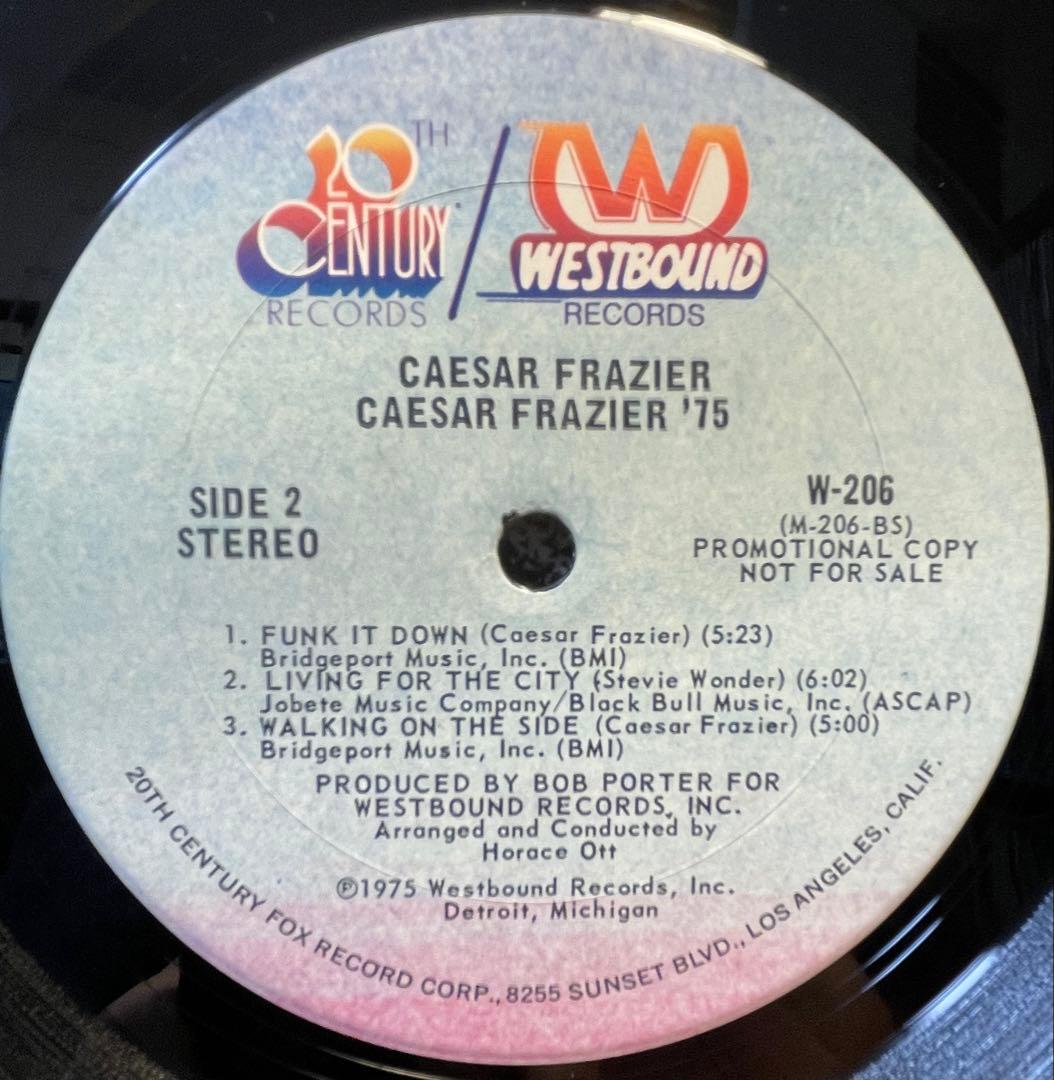 20TH
CENTURY
RECORDS
/
W
WESTBOUND
RECORDS
CAESAR FRAZIER
CAESAR FRAZIER '75
SIDE 2
STEREO
W-206
(M-206-BS)
PROMOTIONAL COPY
NOT FOR SALE
1. FUNK IT DOWN (Caesar Frazier) (5:23)
Bridgeport Music, Inc. (BMI)
2. LIVING FOR THE CITY (Stevie Wonder) (6:02)
Jobete Music Company/Black Bull Music, Inc. (ASCAP)
3. WALKING ON THE SIDE (Caesar Frazier) (5:00)
Bridgeport Music, Inc. (BMI)
PRODUCED BY BOB PORTER FOR
WESTBOUND RECORDS, INC.
Arranged and Conducted by
Horace Ott
℗1975 Westbound Records, Inc.
Detroit, Michigan
20TH CENTURY FOX RECORD CORP., 8255 SUNSET BLVD., LOS ANGELES, CALIF.